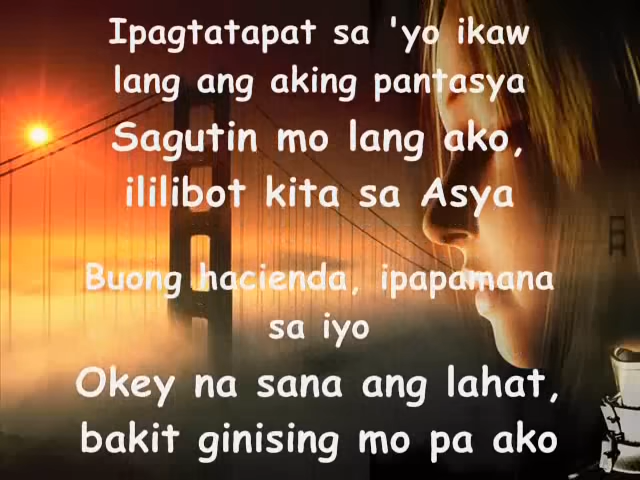 Ipagtatapat sa 'yo ikaw
lang ang aking pantasya
Sagutin mo lang ako,
ililibot kita sa Asya
Buong hacienda, ipapamana
sa iyo
Okey na sana ang lahat,
bakit ginising mo pa ako